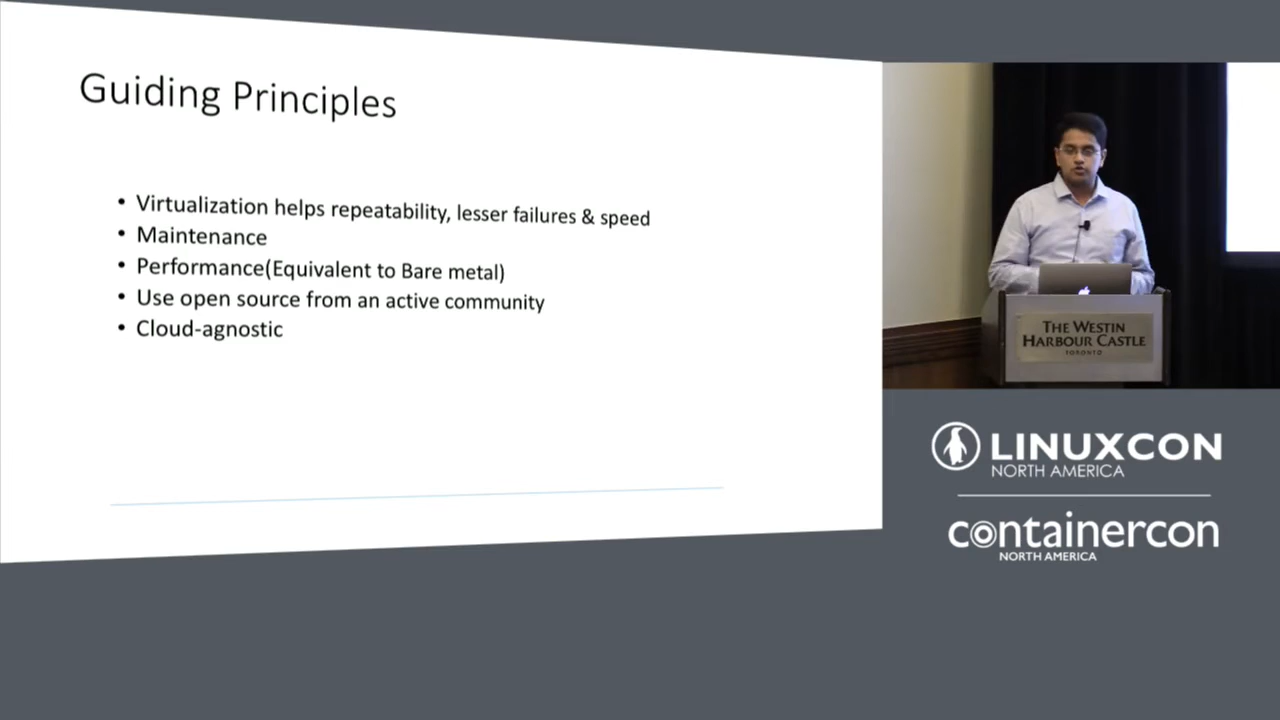 Guiding Principles
• Virtualization helps repeatability, lesser failures & speed
• Maintenance
• Performance(Equivalent to Bare metal)
• Use open source from an active community
• Cloud-agnostic
THE WESTIN
HARBOUR CASTLE
TORONTO
LINUXCON
NORTH AMERICA
containercon
NORTH AMERICA